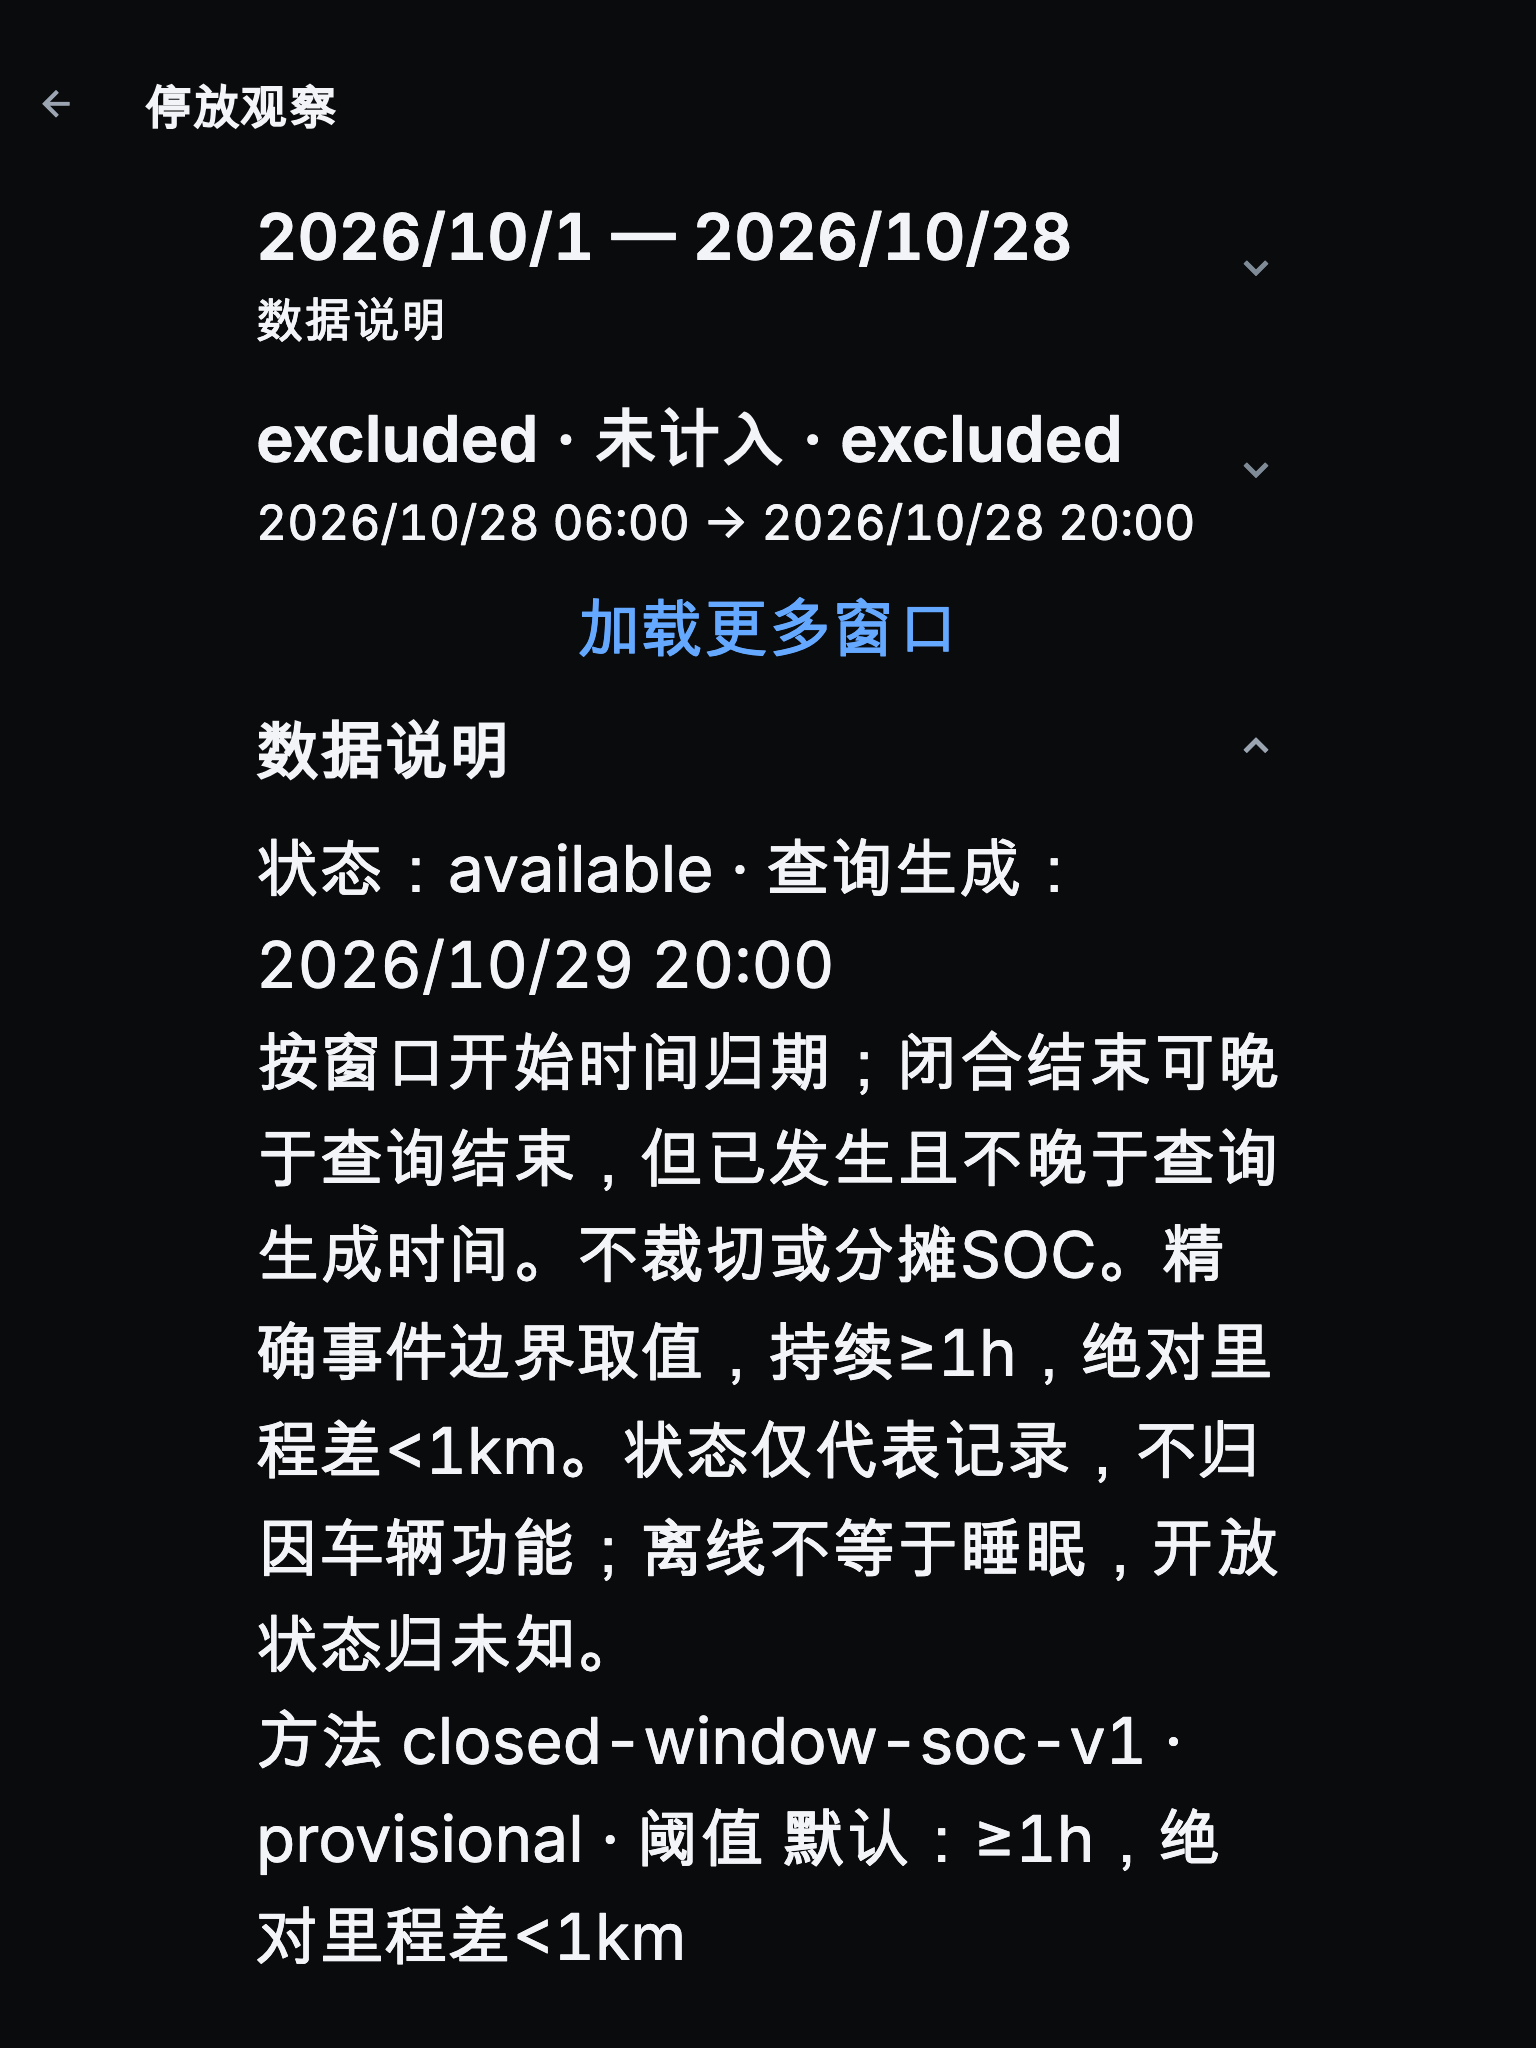 停放观察
2026/10/1 — 2026/10/28
数据说明
excluded · 未计入 · excluded
2026/10/28 06:00 → 2026/10/28 20:00
加载更多窗口
数据说明
状态：available · 查询生成：
2026/10/29 20:00
按窗口开始时间归期；闭合结束可晚
于查询结束，但已发生且不晚于查询
生成时间。不裁切或分摊SOC。精
确事件边界取值，持续≥1h，绝对里
程差<1km。状态仅代表记录，不归
因车辆功能；离线不等于睡眠，开放
状态归未知。
方法 closed-window-soc-v1 ·
provisional · 阈值 默认：≥1h，绝
对里程差<1km